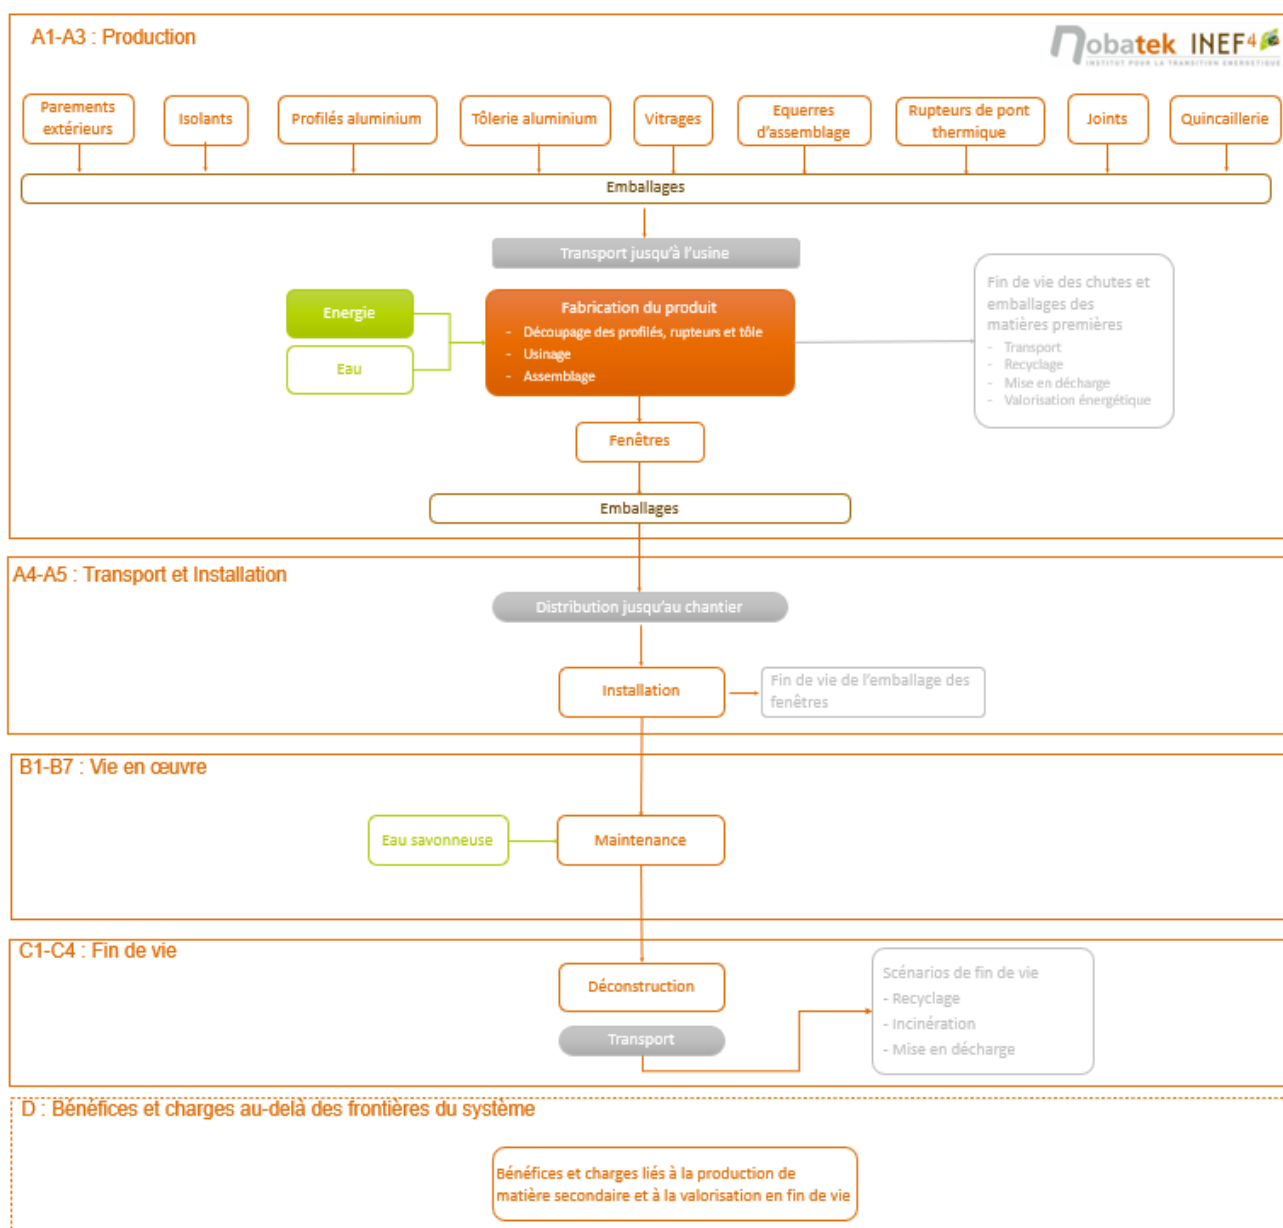 A1-A3 : Production
nobatek INEF4
INSTITUT POUR LA TRANSITION ENERGETIQUE
Parements
extérieurs
Isolants
Profilés aluminium
Tôlerie aluminium
Vitrages
Equerres
d'assemblage
Rupteurs de pont
thermique
Joints
Quincaillerie
Emballages
Transport jusqu'à l'usine
Energie
Eau
Fabrication du produit
- Découpage des profilés, rupteurs et tôle
- Usinage
- Assemblage
Fin de vie des chutes et
emballages des
matières premières
- Transport
- Recyclage
- Mise en décharge
- Valorisation énergétique
Fenêtres
Emballages
A4-A5 : Transport et Installation
Distribution jusqu'au chantier
Installation
Fin de vie de l'emballage des
fenêtres
B1-B7 : Vie en œuvre
Eau savonneuse
Maintenance
C1-C4 : Fin de vie
Déconstruction
Transport
Scénarios de fin de vie
- Recyclage
- Incinération
- Mise en décharge
D : Bénéfices et charges au-delà des frontières du système
Bénéfices et charges liés à la production de
matière secondaire et à la valorisation en fin de vie